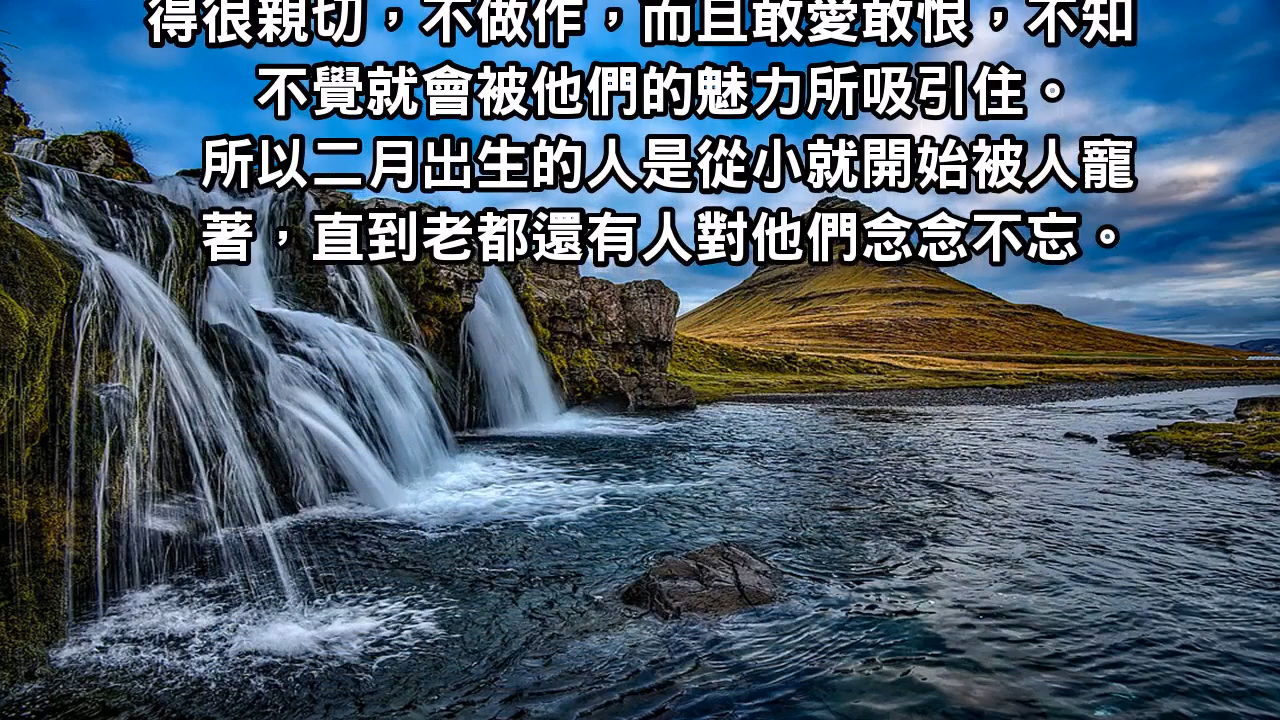 得很親切，不做作，而且敢愛敢恨，不知
不覺就會被他們的魅力所吸引住。
所以二月出生的人是從小就開始被人寵
著，直到老都還有人對他們念念不忘。